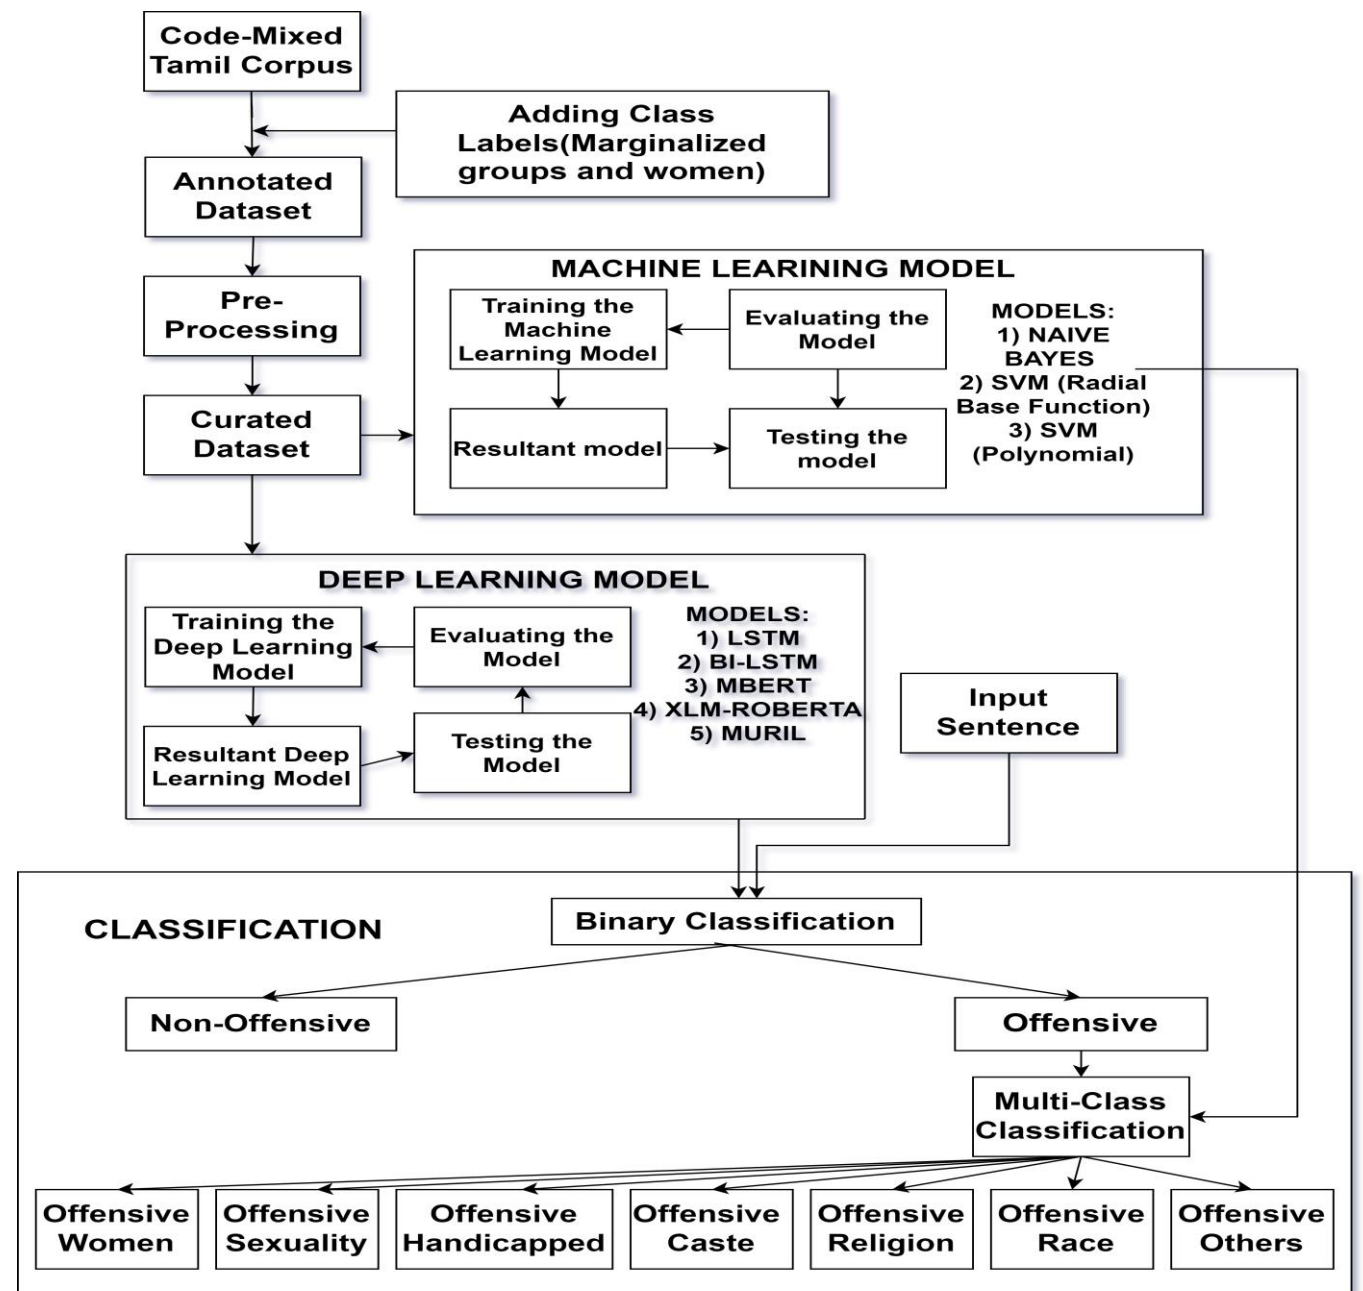 Code-Mixed
Tamil Corpus
Adding Class
Labels(Marginalized
groups and women)
Annotated
Dataset
Pre-
Processing
Curated
Dataset
MACHINE LEARINING MODEL
Training the
Machine
Learning Model
Evaluating the
Model
Resultant model
Testing the
model
MODELS:
1) NAIVE
BAYES
2) SVM (Radial
Base Function)
3) SVM
(Polynomial)
DEEP LEARNING MODEL
Training the
Deep Learning
Model
Evaluating the
Model
Resultant Deep
Learning Model
Testing the
Model
MODELS:
1) LSTM
2) BI-LSTM
3) MBERT
4) XLM-ROBERTA
5) MURIL
Input
Sentence
CLASSIFICATION
Binary Classification
Non-Offensive
Offensive
Multi-Class
Classification
Offensive
Women
Offensive
Sexuality
Offensive
Handicapped
Offensive
Caste
Offensive
Religion
Offensive
Race
Offensive
Others